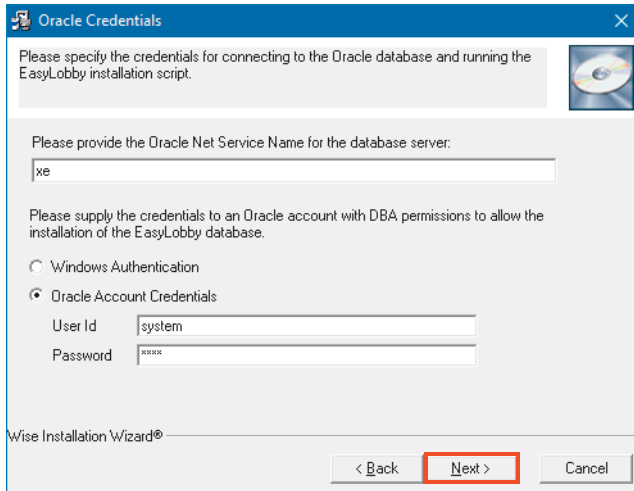 Oracle Credentials
Please specify the credentials for connecting to the Oracle database and running the
EasyLobby installation script.
Please provide the Oracle Net Service Name for the database server:
xe
Please supply the credentials to an Oracle account with DBA permissions to allow the
installation of the EasyLobby database.
Windows Authentication
Oracle Account Credentials
User Id system
Password ****
Wise Installation Wizard®
< Back Next > Cancel